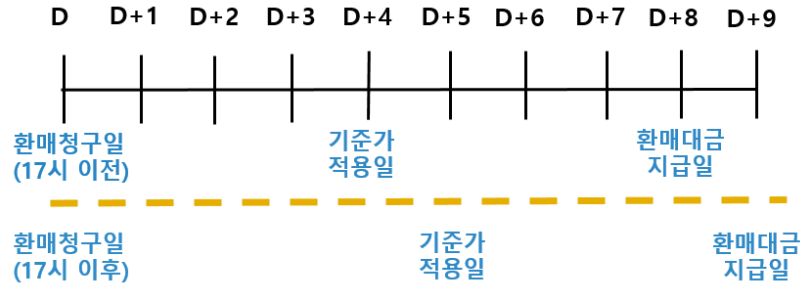 D D+1 D+2 D+3 D+4 D+5 D+6 D+7 D+8 D+9
환매청구일 기준가 환매대금
(17시 이전) 적용일 지급일
환매청구일 기준가 환매대금
(17시 이후) 적용일 지급일